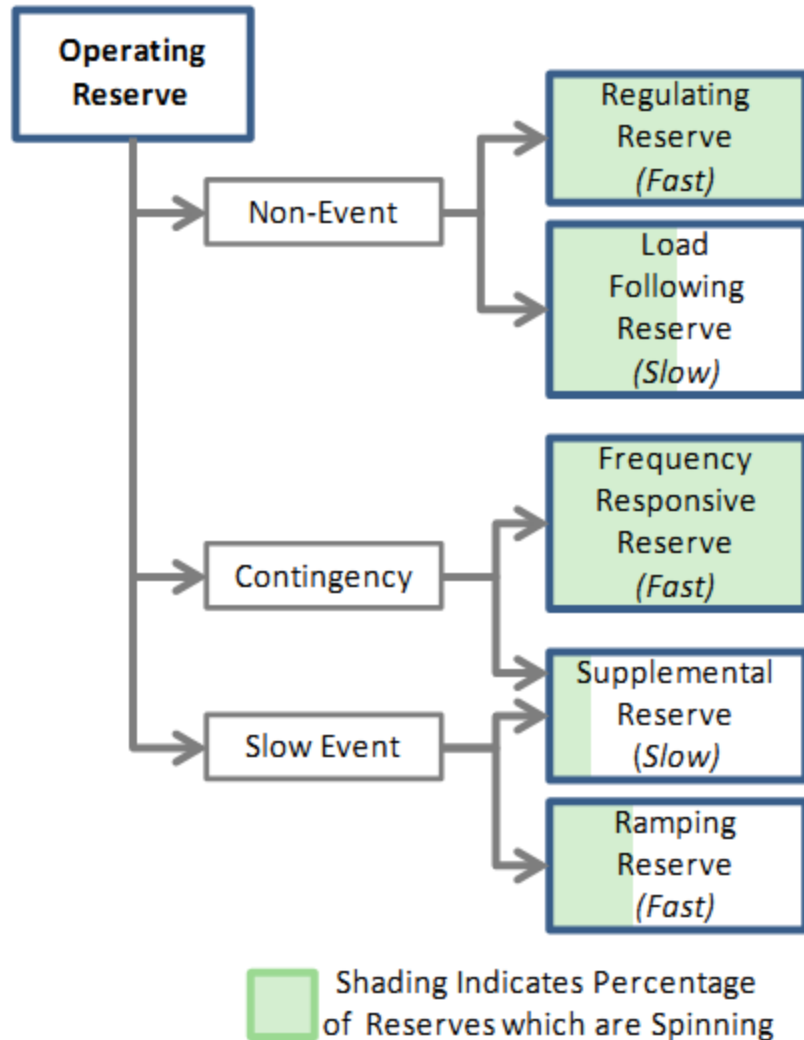 Operating
Reserve
Regulating
Reserve
(Fast)
Non-Event
Load
Following
Reserve
(Slow)
Frequency
Responsive
Reserve
(Fast)
Contingency
Supplemental
Reserve
(Slow)
Slow Event
Ramping
Reserve
(Fast)
Shading Indicates Percentage
of Reserves which are Spinning